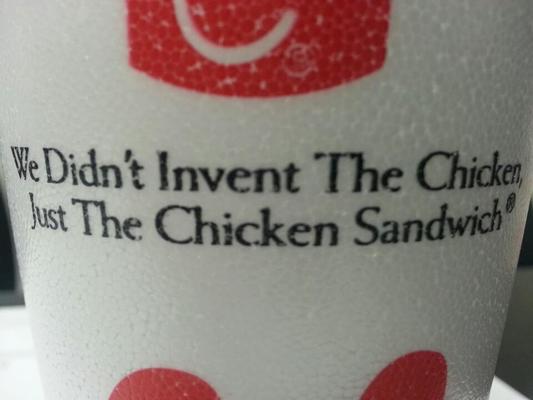 We Didn't Invent The Chicken,
Just The Chicken Sandwich®